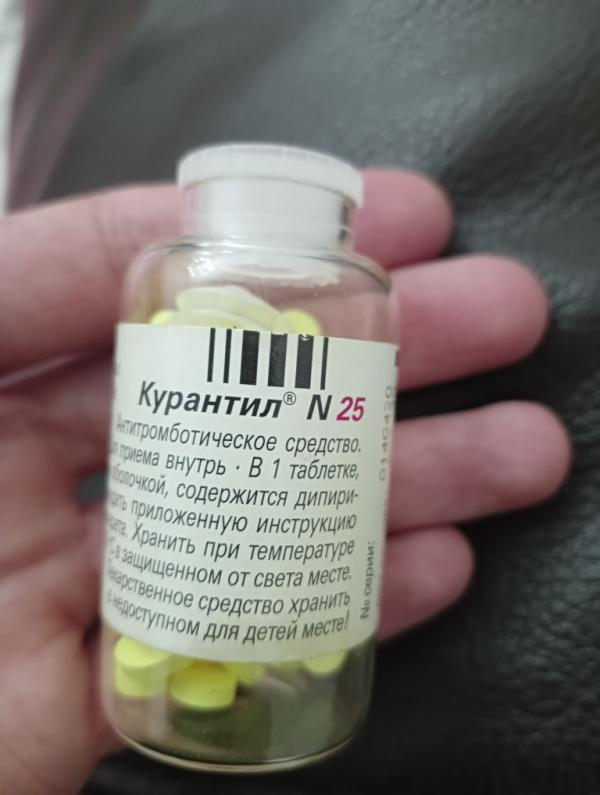 Курантил® N 25
Антитромботическое средство.
приема внутрь · В 1 таблетке,
оболочкой, содержится дипири-
приложенную инструкцию
Хранить при температуре
в защищенном от света месте.
Лекарственное средство хранить
в недоступном для детей месте!
№ серии: